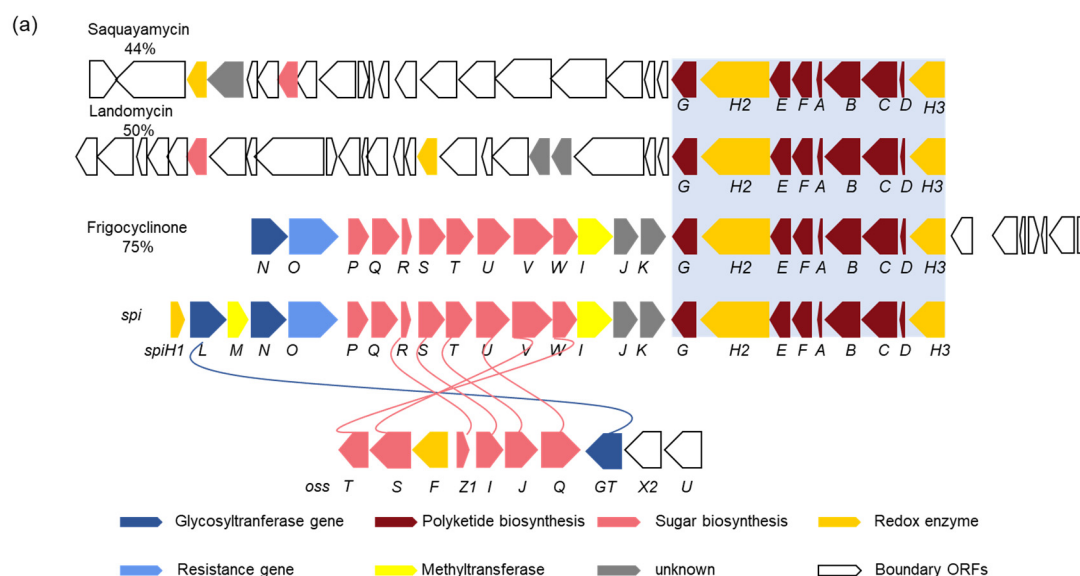 (a)
Saquayamycin
44%
G H2 E F A B C D H3
Landomycin
50%
G H2 E F A B C D H3
Frigocyclinone
75%
N O P Q R S T U V W I J K G H2 E F A B C D H3
spi
spiH1 L M N O P Q R S T U V W I J K G H2 E F A B C D H3
oss T S F Z1 I J Q GT X2 U
Glycosyltranferase gene Polyketide biosynthesis Sugar biosynthesis Redox enzyme
Resistance gene Methyltransferase unknown Boundary ORFs